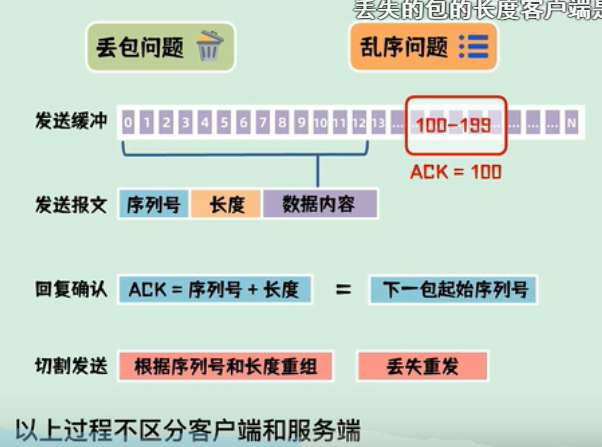 丢失的包的长度客户端是
丢包问题
乱序问题
发送缓冲 0 1 2 3 4 5 6 7 8 9 10 11 12 13 ... 100-199 ... ... ... N
ACK = 100
发送报文 序列号 长度 数据内容
回复确认 ACK = 序列号 + 长度 = 下一包起始序列号
切割发送 根据序列号和长度重组 丢失重发
以上过程不区分客户端和服务端